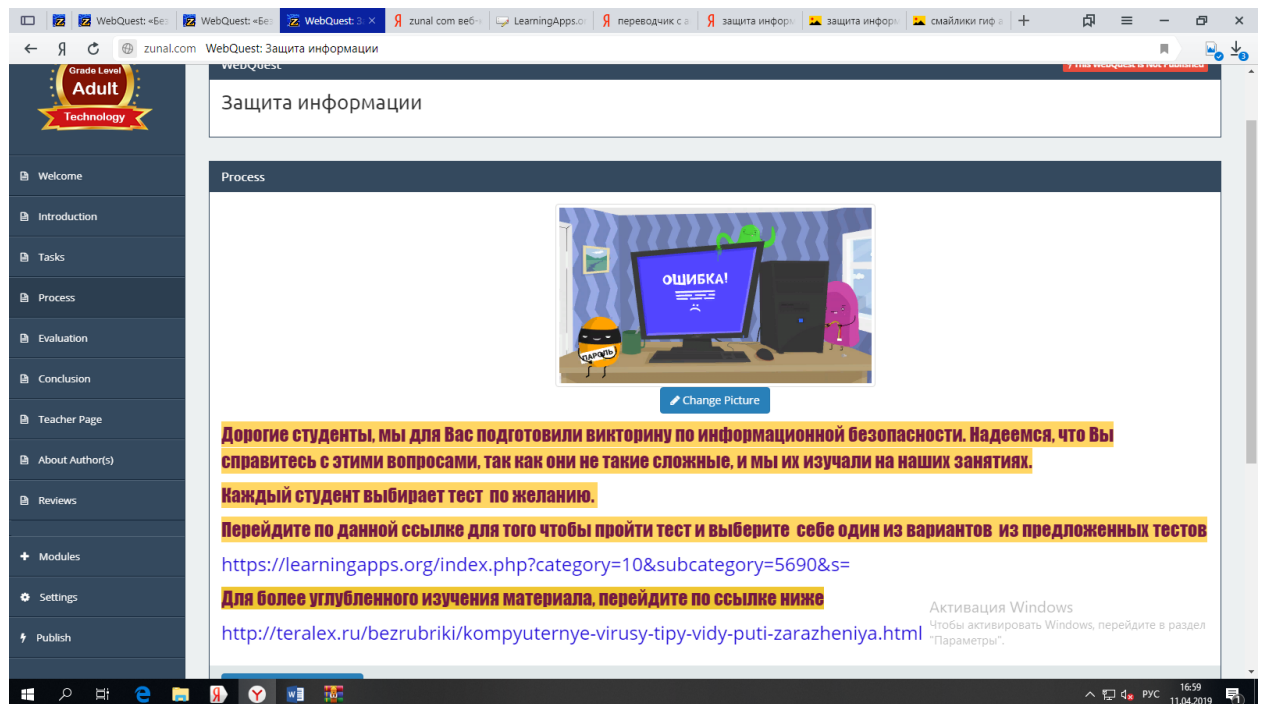 WebQuest: «Без
WebQuest: «Без
WebQuest: З
zunal com веб-
LearningApps.o
переводчик с а
защита информ
защита информ
смайлики гиф а
zunal.com WebQuest: Защита информации
Grade Level
Adult
Technology
WebQuest
This WebQuest is Not Published
Защита информации
Welcome
Introduction
Tasks
Process
Evaluation
Conclusion
Teacher Page
About Author(s)
Reviews
Modules
Settings
Publish
Process
ОШИБКА!
ПАРОЛЬ
Change Picture
Дорогие студенты, мы для Вас подготовили викторину по информационной безопасности. Надеемся, что Вы
справитесь с этими вопросами, так как они не такие сложные, и мы их изучали на наших занятиях.
Каждый студент выбирает тест по желанию.
Перейдите по данной ссылке для того чтобы пройти тест и выберите себе один из вариантов из предложенных тестов
https://learningapps.org/index.php?category=10&subcategory=5690&s=
Для более углубленного изучения материала, перейдите по ссылке ниже
http://teralex.ru/bezrubriki/kompyuternye-virusy-tipy-vidy-puti-zarazheniya.html
Активация Windows
Чтобы активировать Windows, перейдите в раздел
"Параметры".
РУС
16:59
11.04.2019